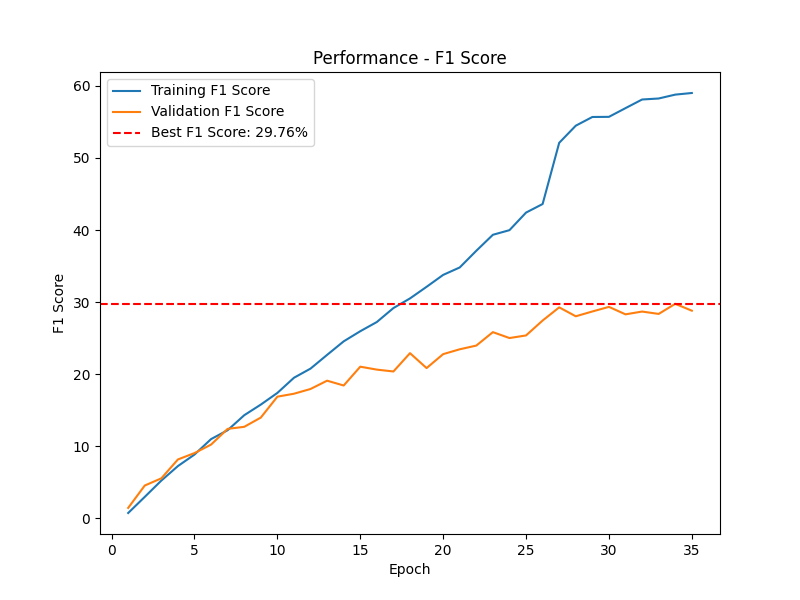 Performance - F1 Score
Training F1 Score
Validation F1 Score
Best F1 Score: 29.76%
60
50
40
30
20
10
0
F1 Score
0 5 10 15 20 25 30 35
Epoch